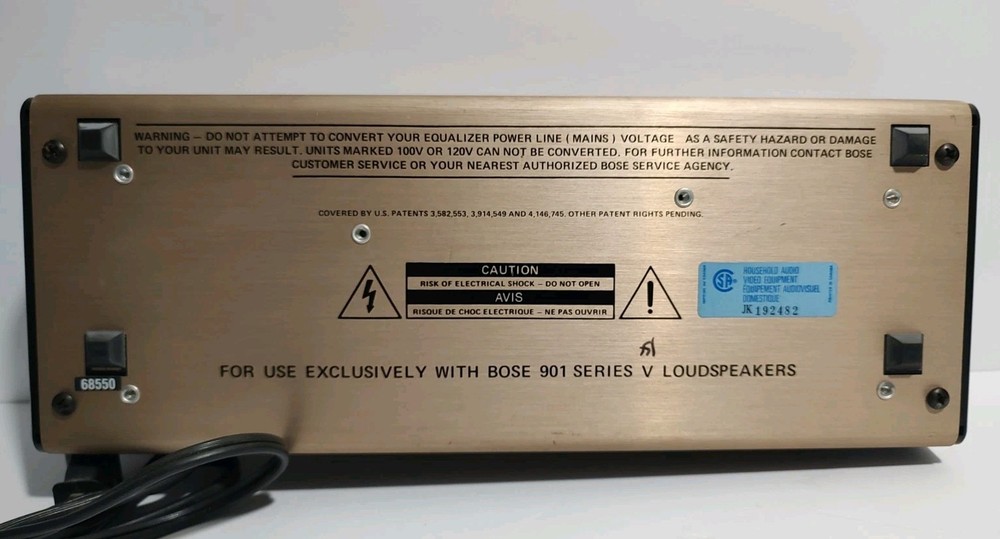 WARNING – DO NOT ATTEMPT TO CONVERT YOUR EQUALIZER POWER LINE ( MAINS ) VOLTAGE AS A SAFETY HAZARD OR DAMAGE
TO YOUR UNIT MAY RESULT. UNITS MARKED 100V OR 120V CAN NOT BE CONVERTED. FOR FURTHER INFORMATION CONTACT BOSE
CUSTOMER SERVICE OR YOUR NEAREST AUTHORIZED BOSE SERVICE AGENCY.
COVERED BY U.S. PATENTS 3,582,553, 3,914,549 AND 4,146,745. OTHER PATENT RIGHTS PENDING.
CAUTION
RISK OF ELECTRICAL SHOCK – DO NOT OPEN
AVIS
RISQUE DE CHOC ELECTRIQUE – NE PAS OUVRIR
!
HOUSEHOLD AUDIO
VIDEO EQUIPMENT
EQUIPEMENT AUDIOVISUEL
DOMESTIQUE
JK 192482
FOR USE EXCLUSIVELY WITH BOSE 901 SERIES V LOUDSPEAKERS
68550